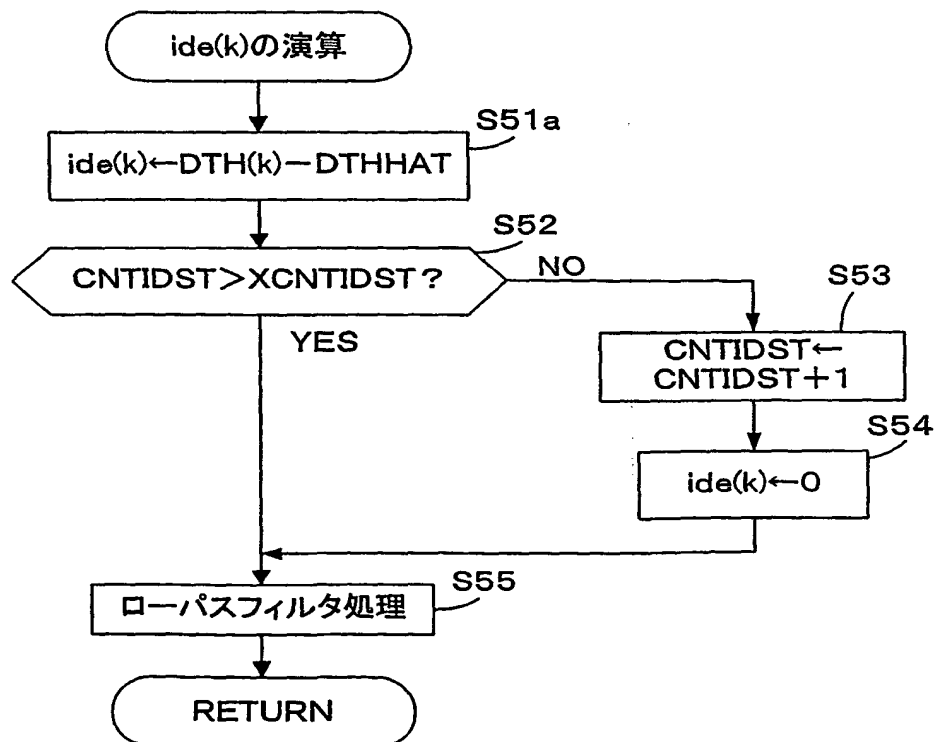 ide(k)の演算
S51a
ide(k)←DTH(k)−DTHHAT
S52
CNTIDST>XCNTIDST?
NO
YES
S53
CNTIDST←
CNTIDST+1
S54
ide(k)←0
S55
ローパスフィルタ処理
RETURN